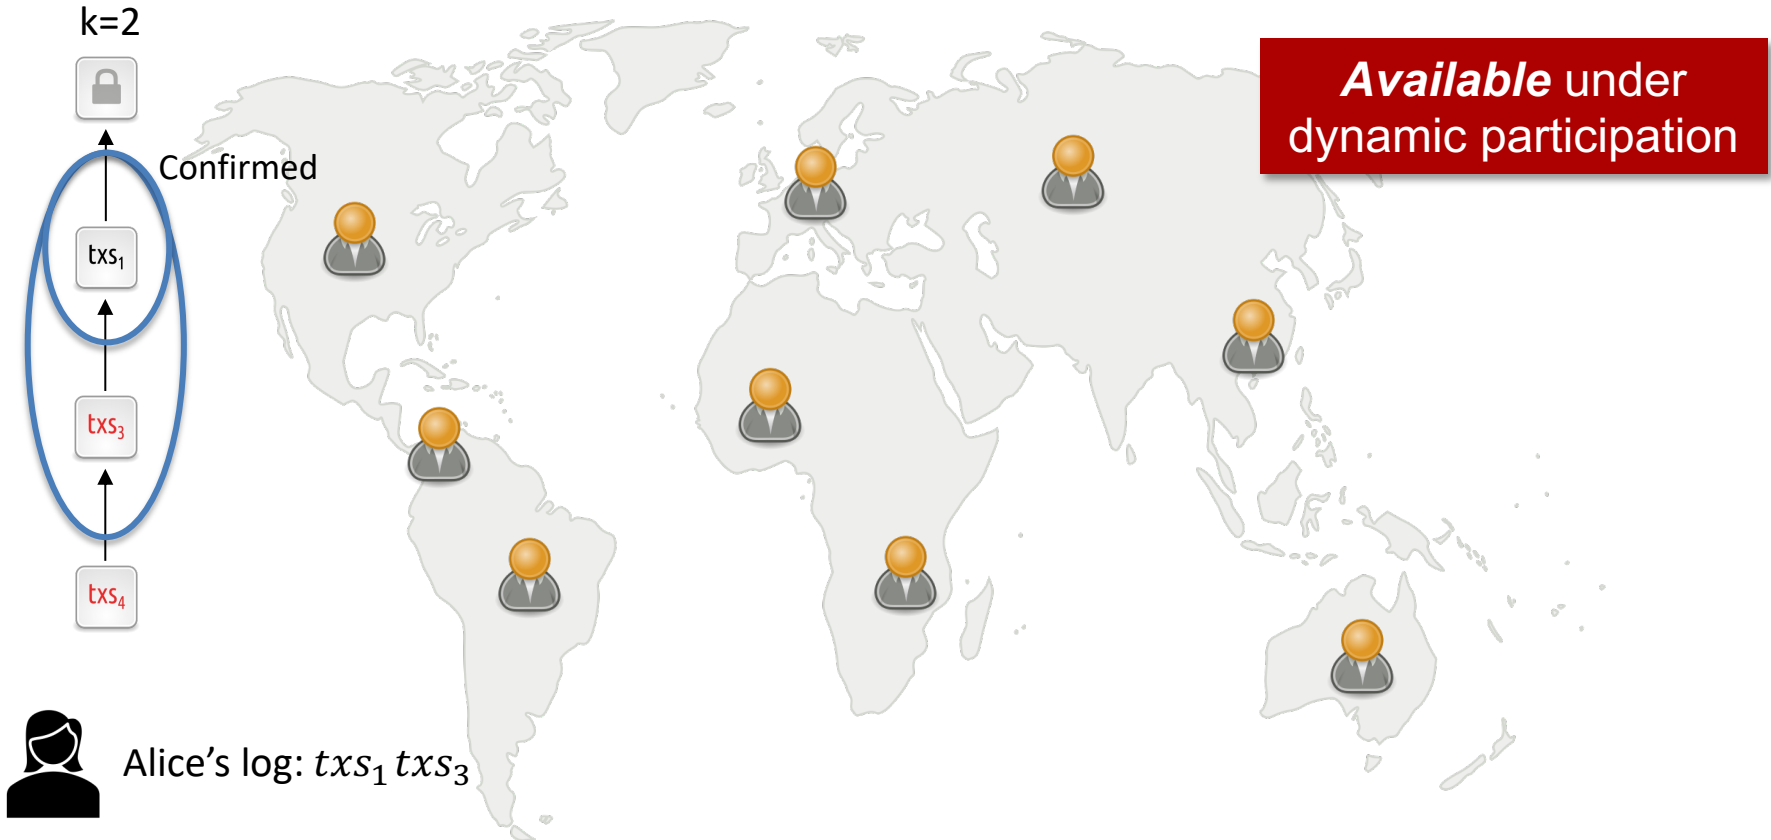 k=2
Available under
dynamic participation
Confirmed
txs₁
txs₃
txs₄
Alice’s log: txs₁ txs₃